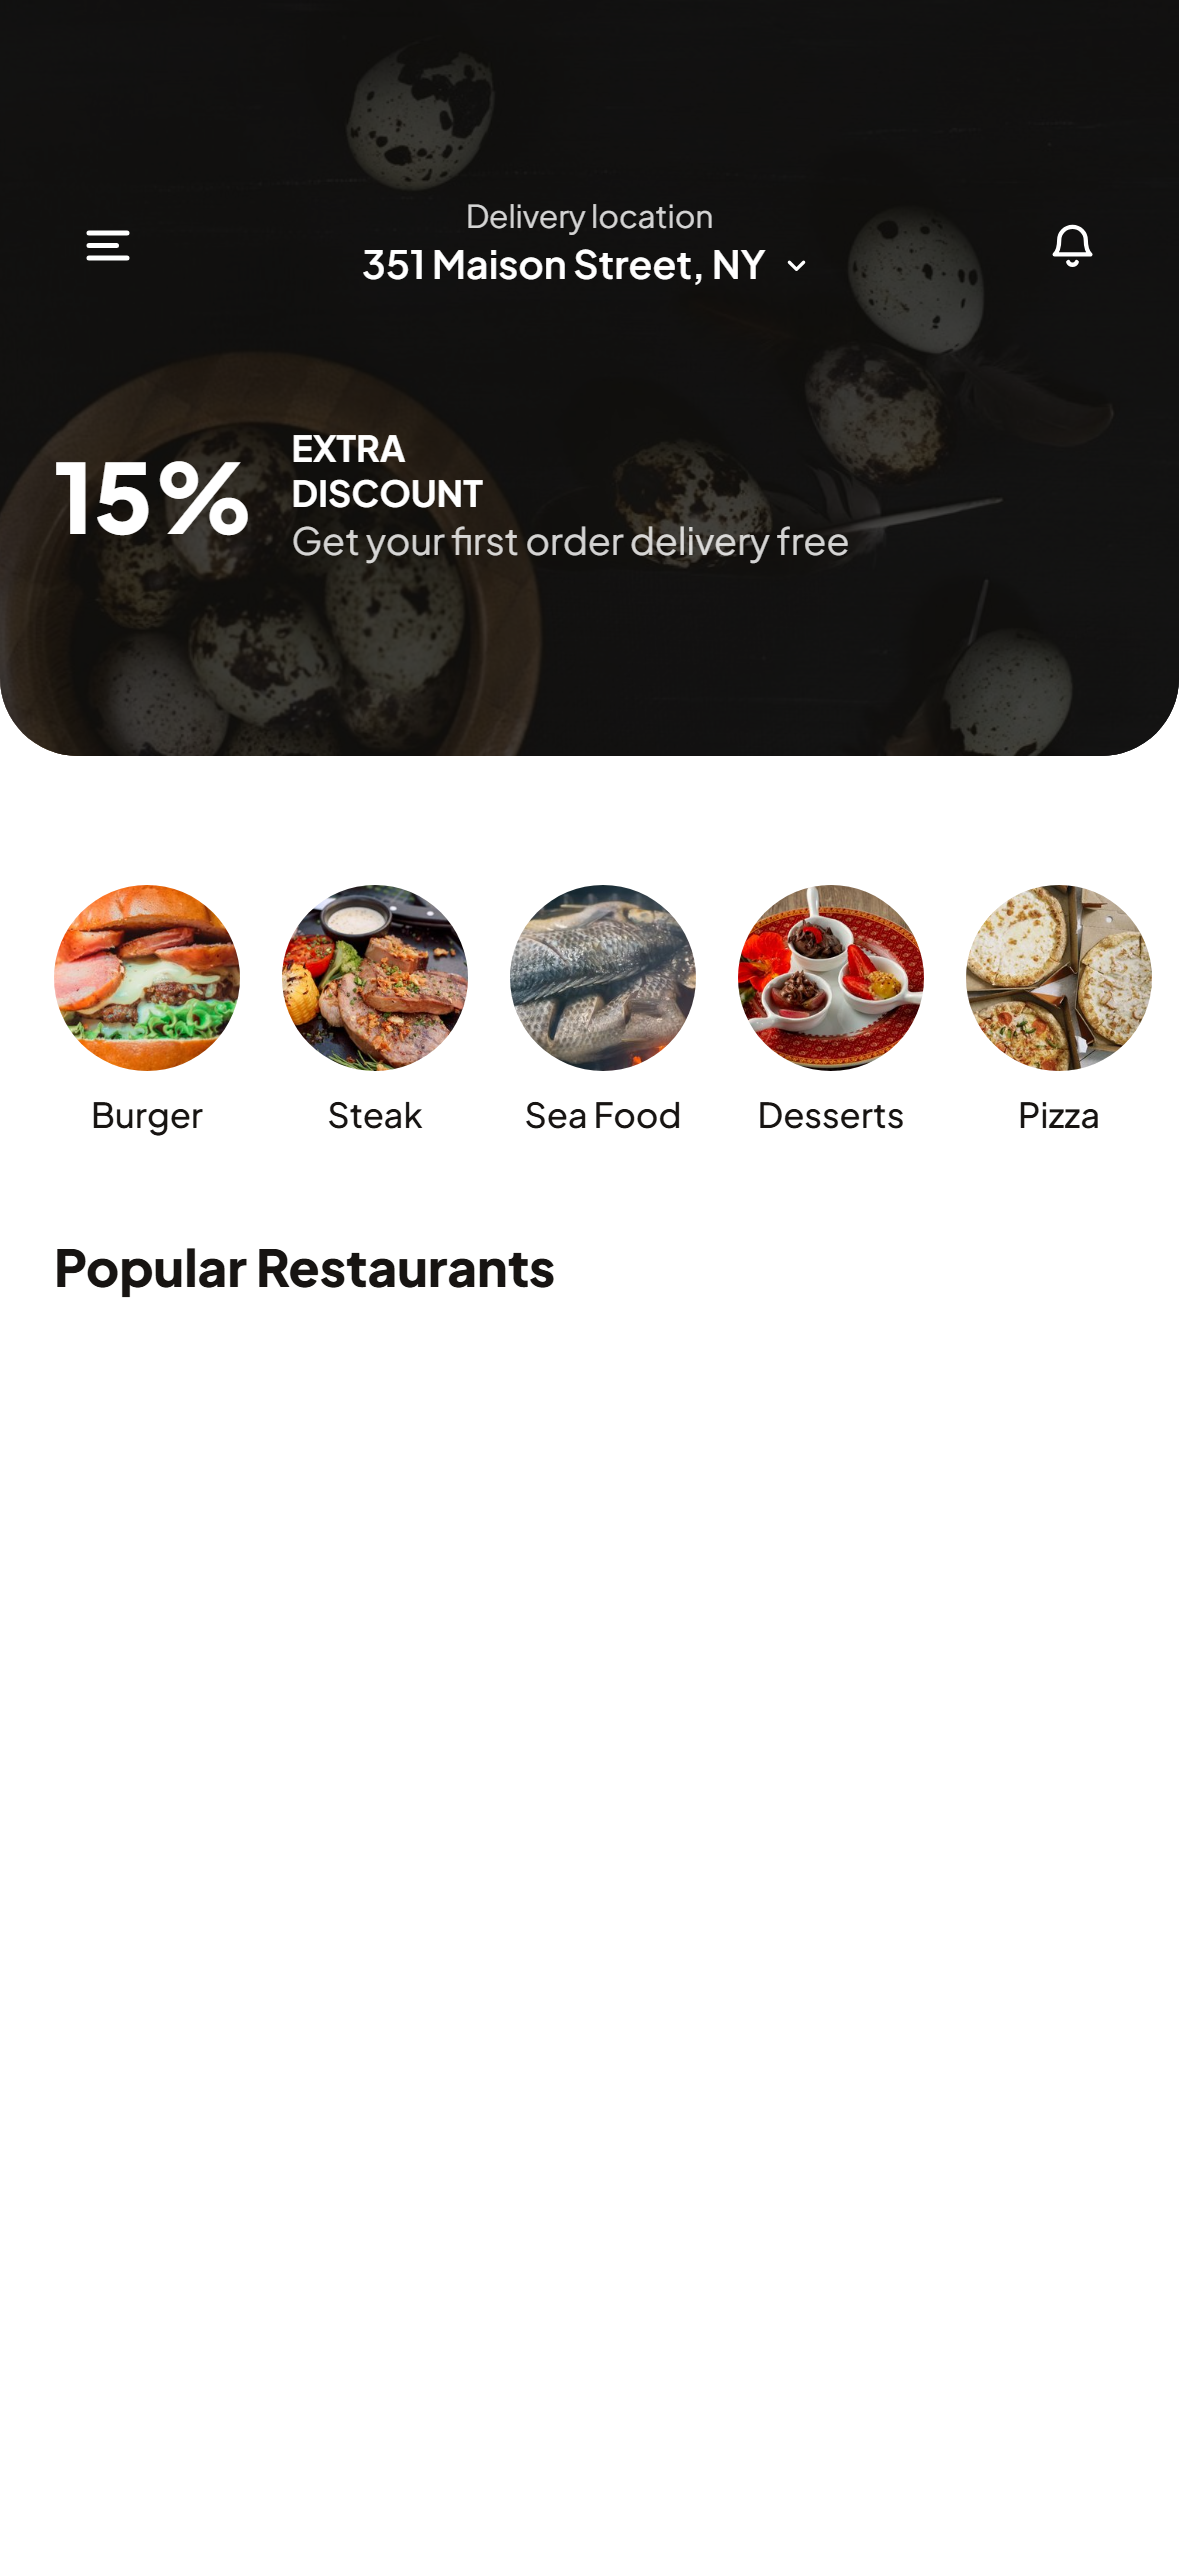 Delivery location
351 Maison Street, NY
15%
EXTRA
DISCOUNT
Get your first order delivery free
Burger
Steak
Sea Food
Desserts
Pizza
Popular Restaurants